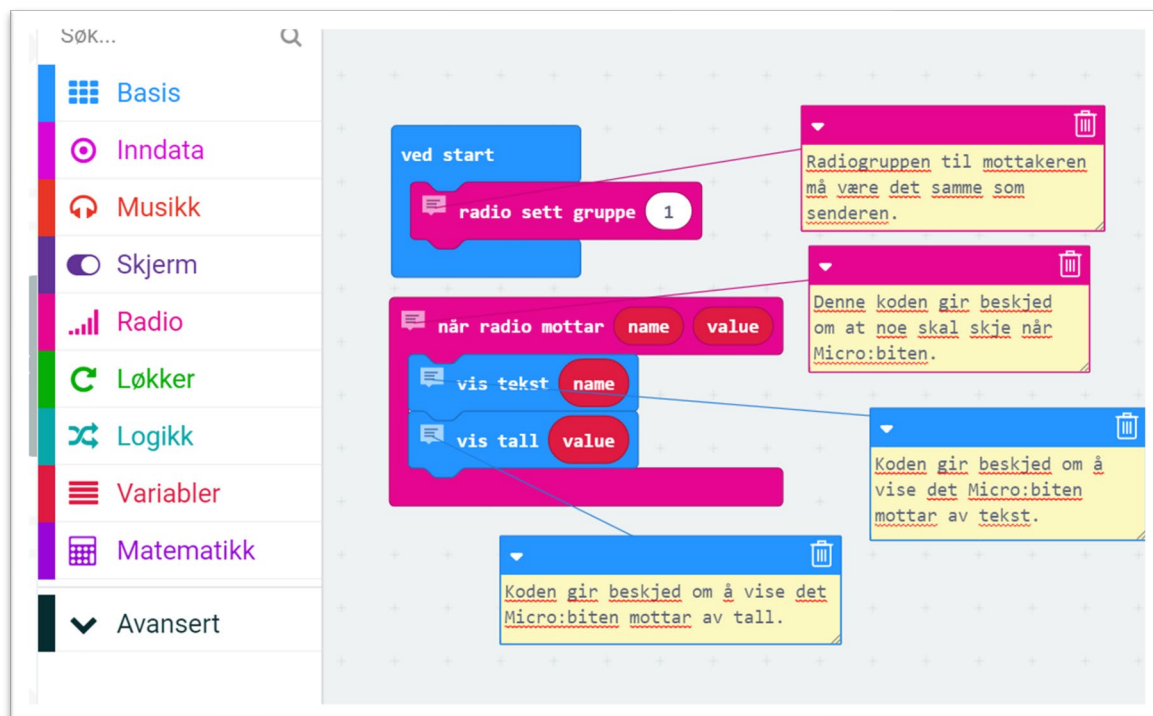 Søk...
Basis
Inndata
Musikk
Skjerm
Radio
Løkker
Logikk
Variabler
Matematikk
Avansert
ved start
radio sett gruppe 1
Radiogruppen til mottakeren
må være det samme som
senderen.
når radio mottar name value
Denne koden gir beskjed
om at noe skal skje når
Micro:biten.
vis tekst name
Koden gir beskjed om å
vise det Micro:biten
mottar av tekst.
vis tall value
Koden gir beskjed om å vise det
Micro:biten mottar av tall.